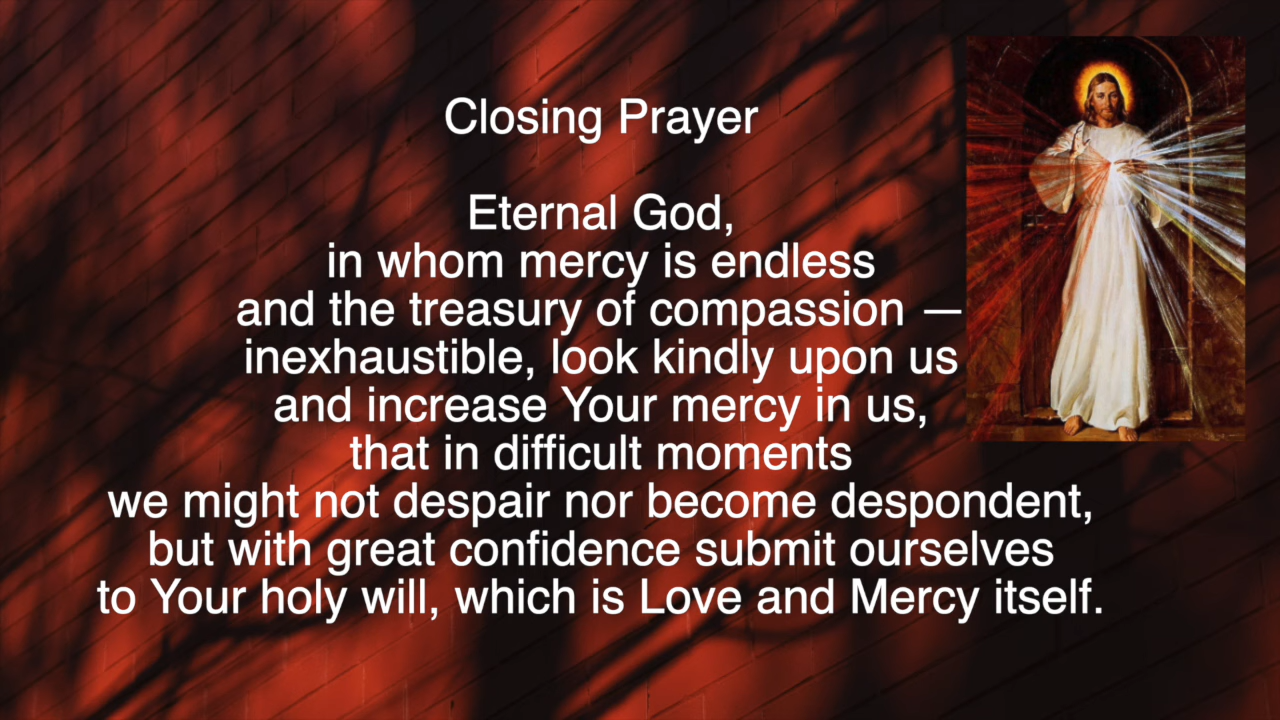 Closing Prayer
Eternal God,
in whom mercy is endless
and the treasury of compassion —
inexhaustible, look kindly upon us
and increase Your mercy in us,
that in difficult moments
we might not despair nor become despondent,
but with great confidence submit ourselves
to Your holy will, which is Love and Mercy itself.